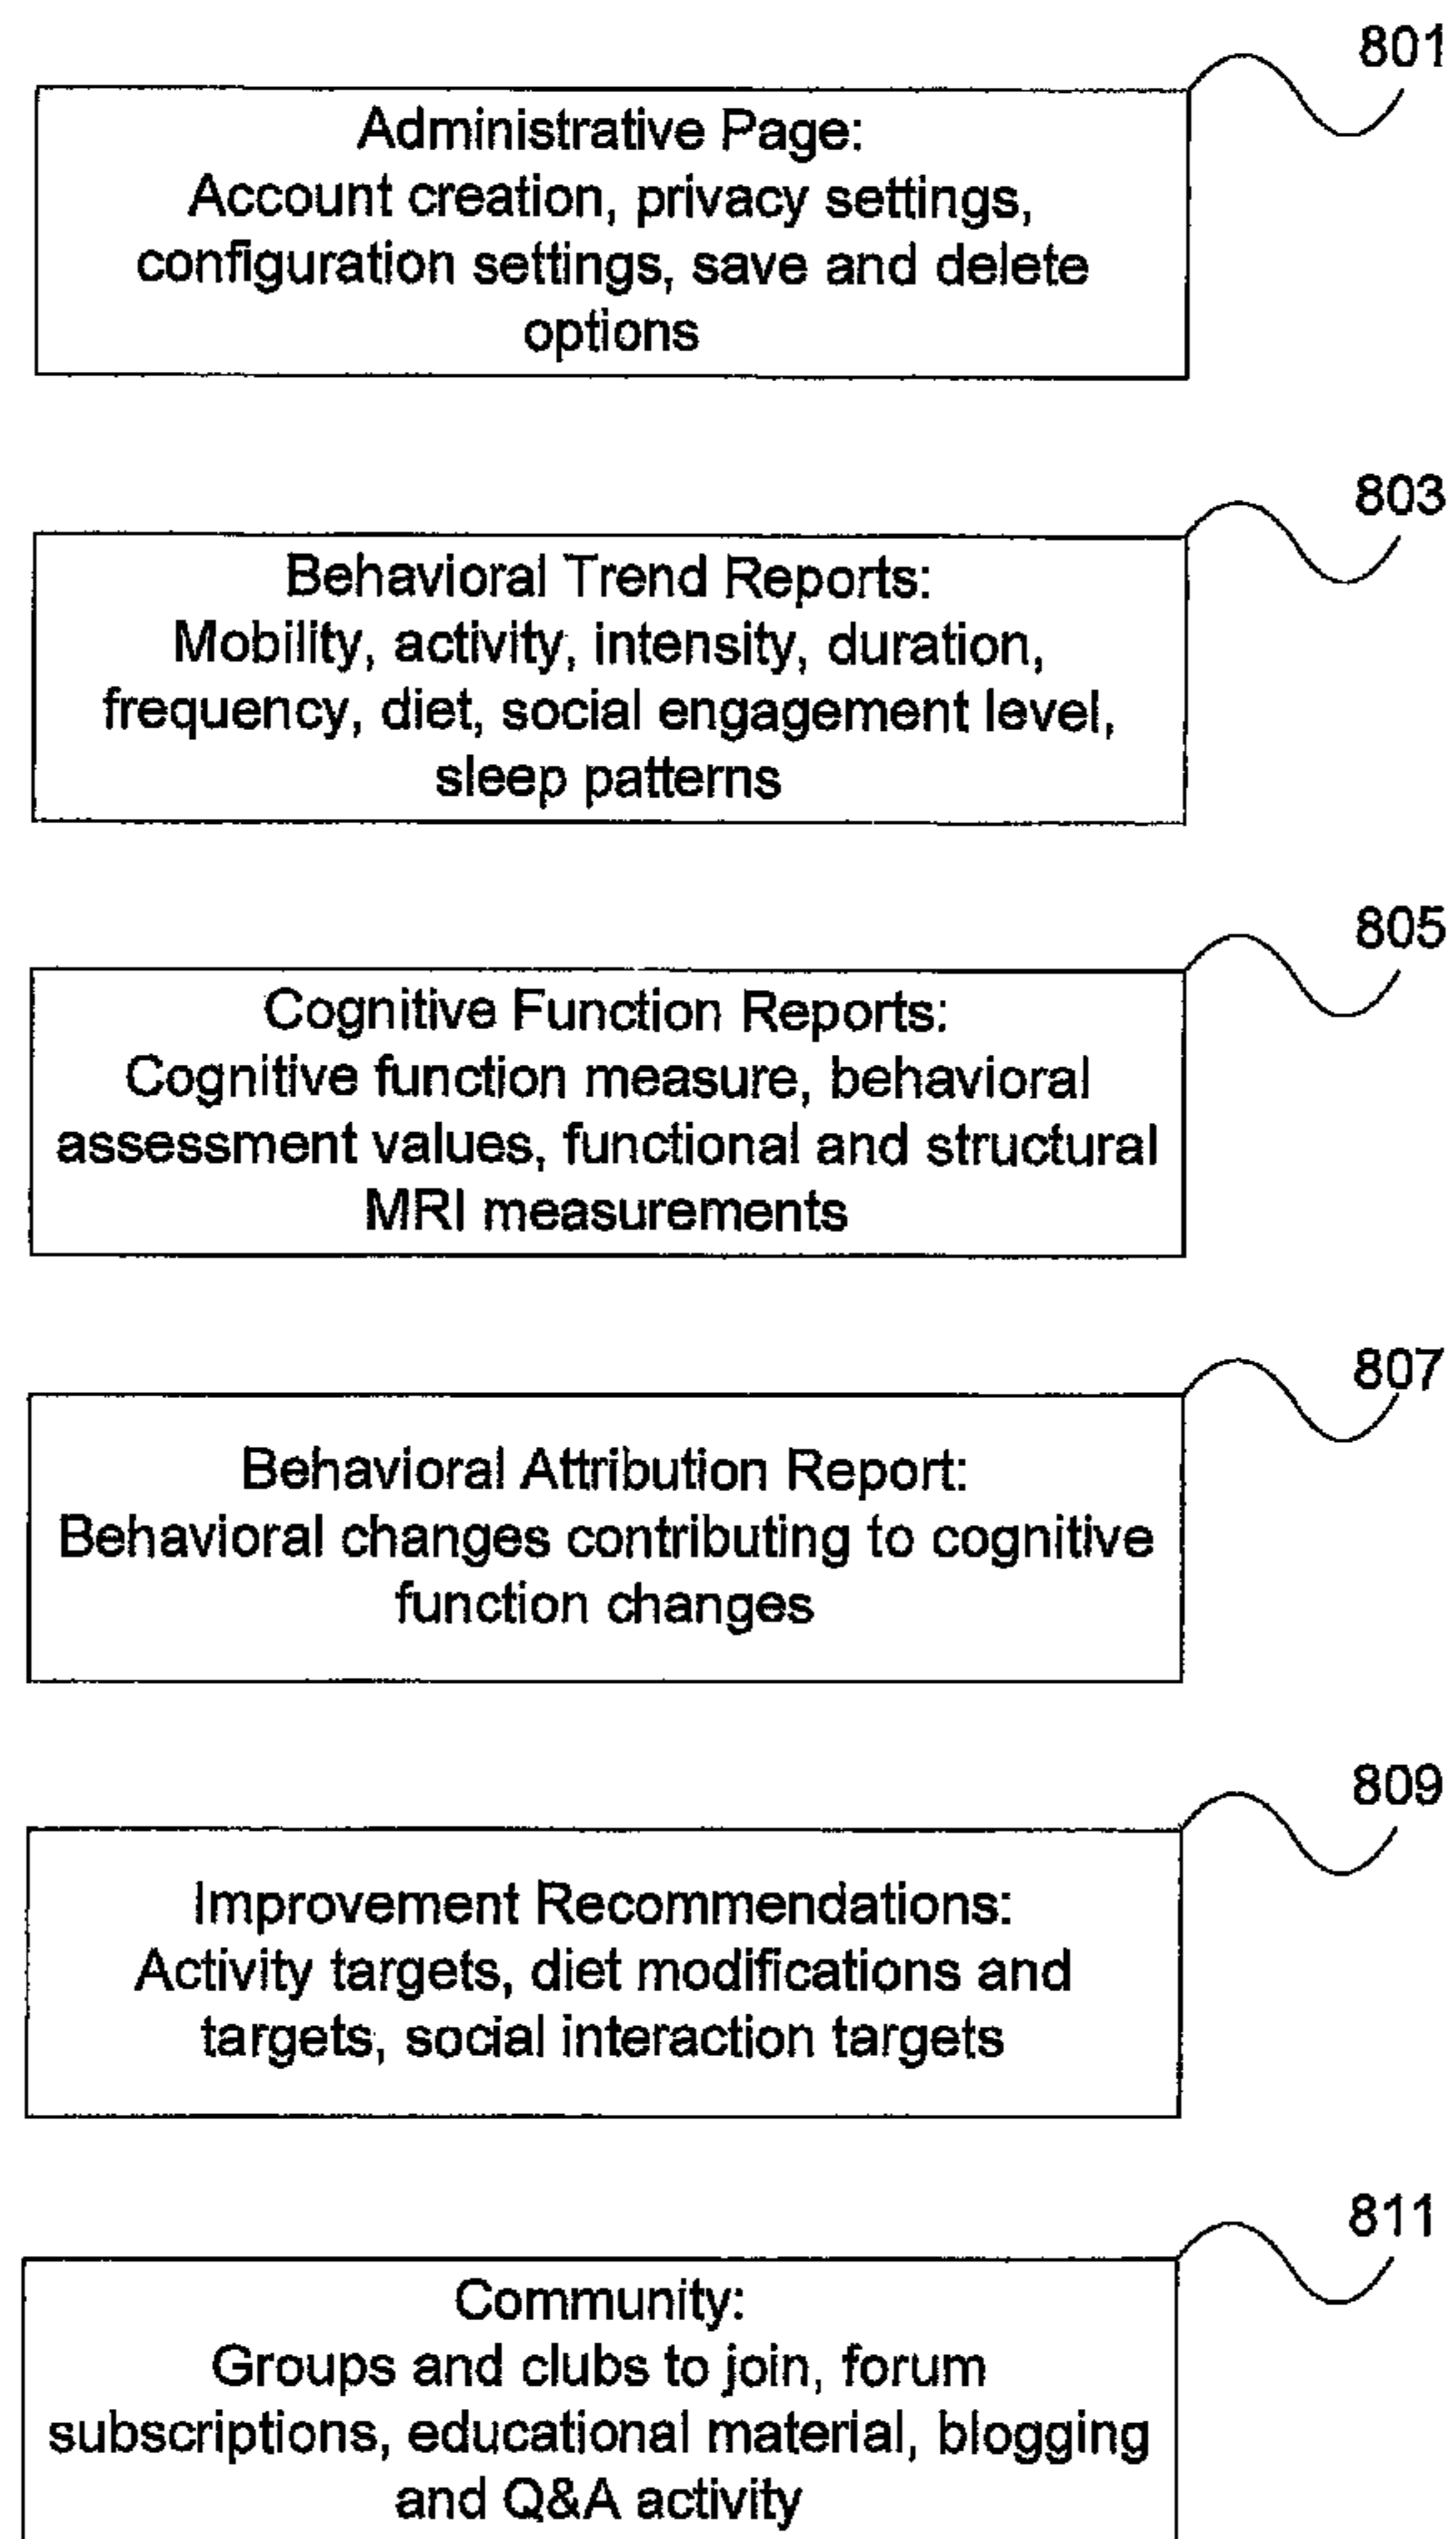 801
Administrative Page:
Account creation, privacy settings,
configuration settings, save and delete
options
803
Behavioral Trend Reports:
Mobility, activity, intensity, duration,
frequency, diet, social engagement level,
sleep patterns
805
Cognitive Function Reports:
Cognitive function measure, behavioral
assessment values, functional and structural
MRI measurements
807
Behavioral Attribution Report:
Behavioral changes contributing to cognitive
function changes
809
Improvement Recommendations:
Activity targets, diet modifications and
targets, social interaction targets
811
Community:
Groups and clubs to join, forum
subscriptions, educational material, blogging
and Q&A activity